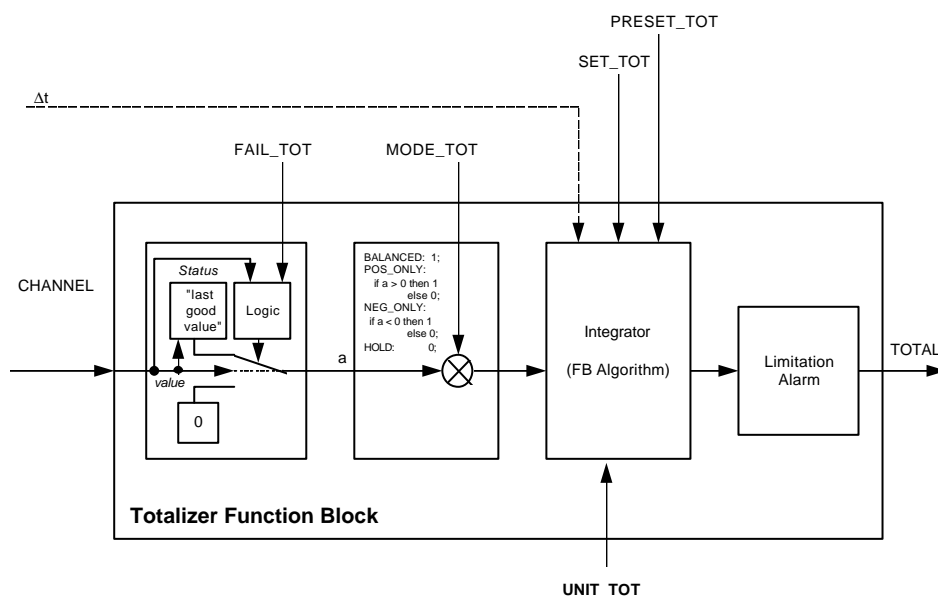 PRESET_TOT
SET_TOT
Δt
FAIL_TOT
MODE_TOT
CHANNEL
Status
"last
good
value"
Logic
value
0
a
BALANCED: 1;
POS_ONLY:
if a > 0 then 1
else 0;
NEG_ONLY:
if a < 0 then 1
else 0;
HOLD: 0;
Integrator
(FB Algorithm)
Limitation
Alarm
TOTAL
Totalizer Function Block
UNIT_TOT